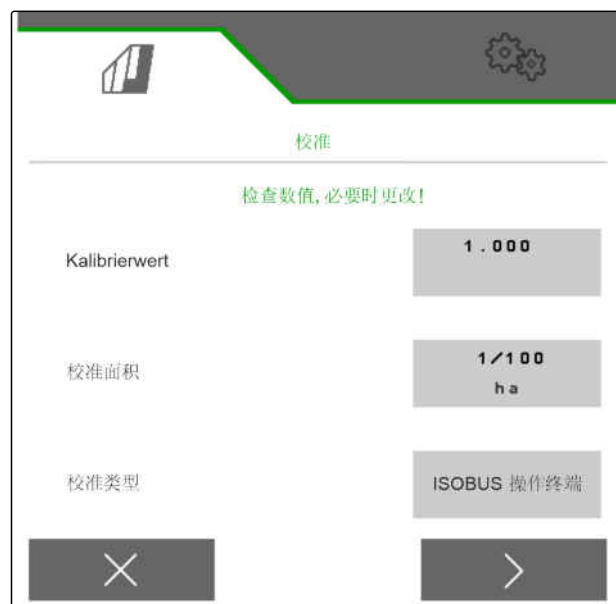 校准
检查数值,必要时更改!
Kalibrierwert
1.000
校准面积
1/100
ha
校准类型
ISOBUS 操作终端